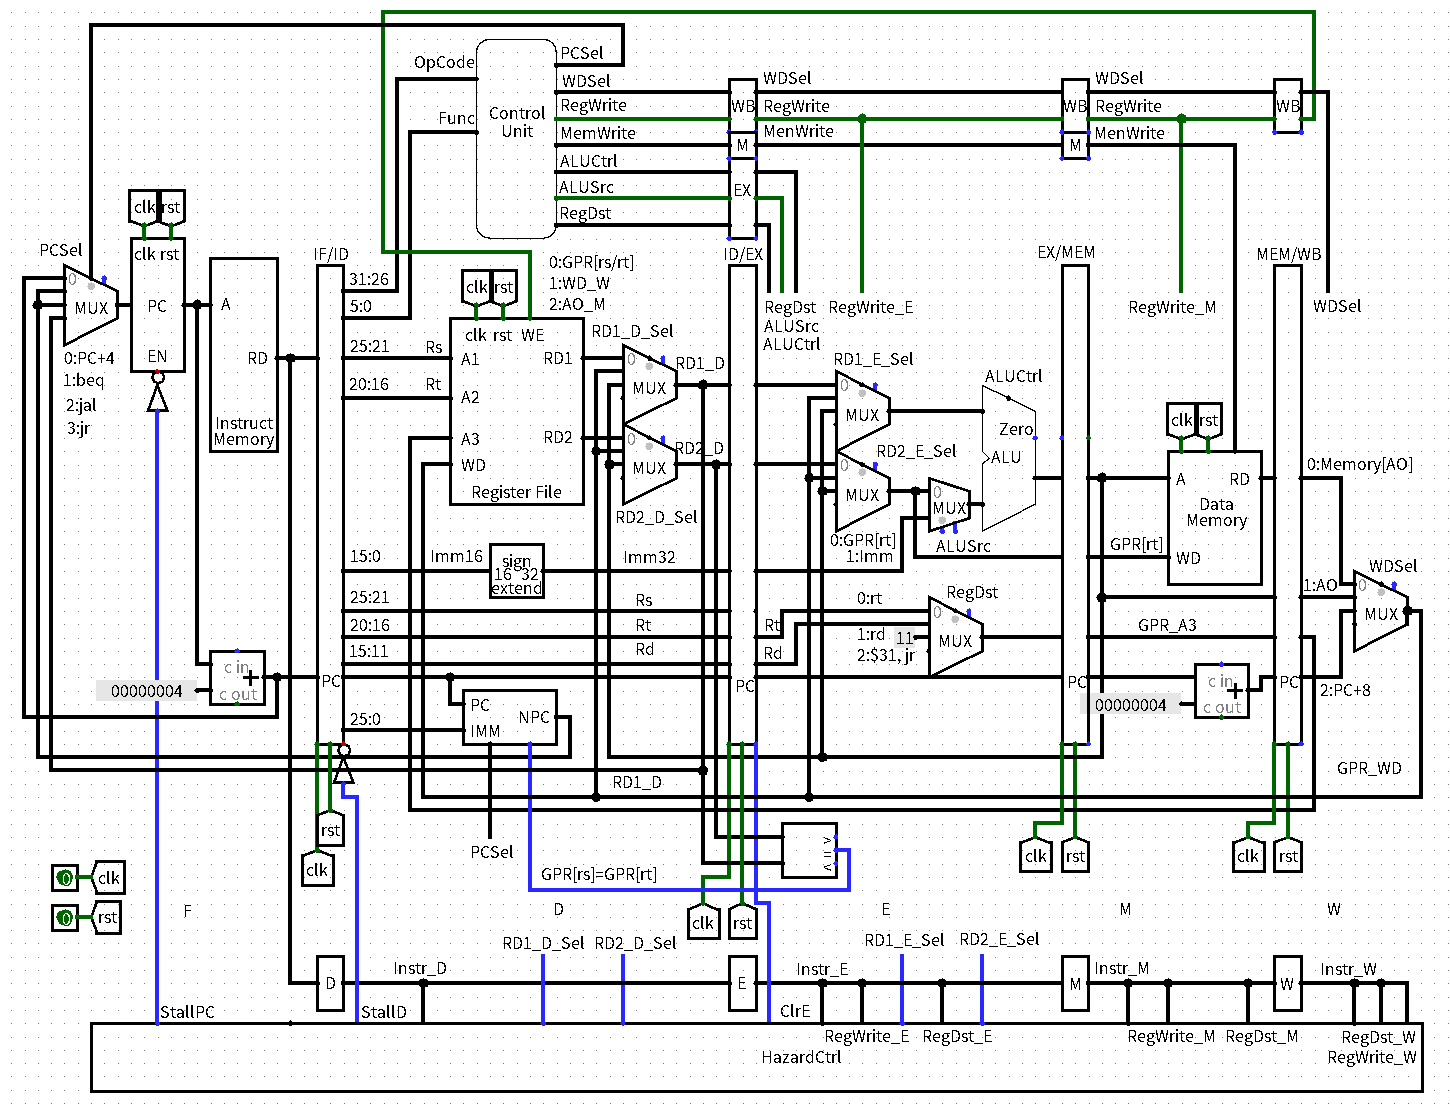 PCSel
OpCode
WDSel
WDSel
WDSel
RegWrite
WB
RegWrite
WB
RegWrite
WB
Func
Control
Unit
MemWrite
M
MenWrite
M
MenWrite
ALUCtrl
ALUSrc
EX
RegDst
clk
rst
PCSel
clk rst
IF/ID
ID/EX
EX/MEM
MEM/WB
0:GPR[rs/rt]
1:WD_W
2:AO_M
31:26
5:0
0
MUX
PC
A
clk
rst
RegDst
ALUSrc
ALUCtrl
RegWrite_E
RegWrite_M
WDSel
clk rst WE
RD1_D_Sel
EN
RD
25:21
Rs
A1
RD1
0
MUX
RD1_D
RD1_E_Sel
0:PC+4
1:beq
2:jal
3:jr
20:16
Rt
A2
0
MUX
ALUCtrl
Instruct
Memory
A3
RD2
0
MUX
RD2_D
WD
Register File
RD2_D_Sel
RD2_E_Sel
0
MUX
0
MUX
Zero
ALU
clk
rst
A
RD
Data
Memory
WD
0:Memory[AO]
0:GPR[rt]
1:Imm
ALUSrc
GPR[rt]
15:0
Imm16
sign
16 32
extend
Imm32
WDSel
1:AO
0
MUX
25:21
Rs
0:rt
RegDst
0
MUX
20:16
Rt
Rt
1:rd
11
2:$31, jr
GPR_A3
15:11
Rd
Rd
c in
+
c out
00000004
PC
PC
PC
c in
+
c out
00000004
PC
2:PC+8
PC
NPC
IMM
25:0
RD1_D
GPR_WD
rst
clk
PCSel
clk
rst
clk
rst
GPR[rs]=GPR[rt]
0
clk
0
rst
F
D
E
M
W
clk
rst
RD1_D_Sel
RD2_D_Sel
RD1_E_Sel
RD2_E_Sel
D
Instr_D
E
Instr_E
M
Instr_M
W
Instr_W
StallPC
StallD
ClrE
RegWrite_E
RegDst_E
RegWrite_M
RegDst_M
RegDst_W
RegWrite_W
HazardCtrl